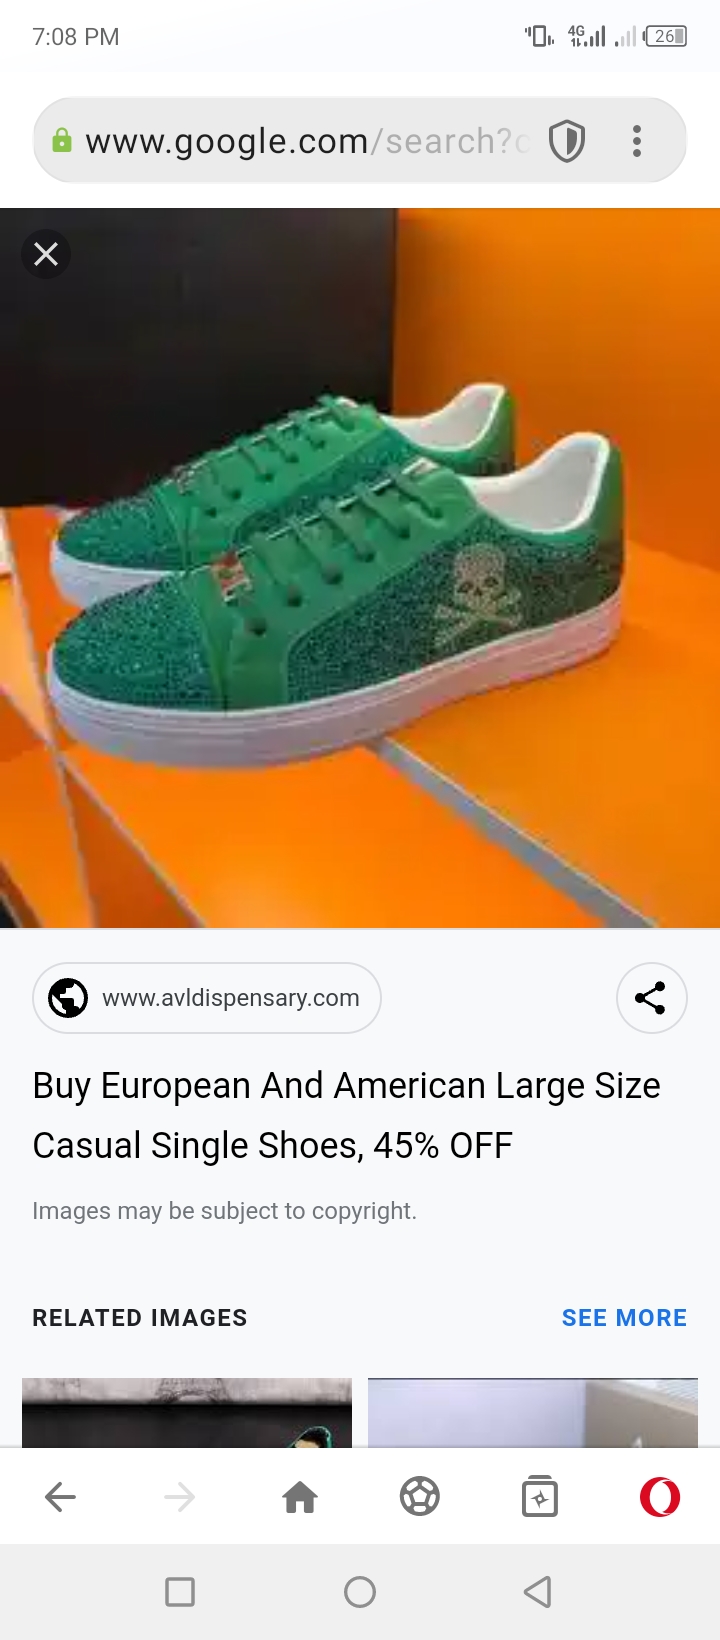 7:08 PM
4G
26
www.google.com/search?c
www.avldispensary.com
Buy European And American Large Size
Casual Single Shoes, 45% OFF
Images may be subject to copyright.
RELATED IMAGES
SEE MORE